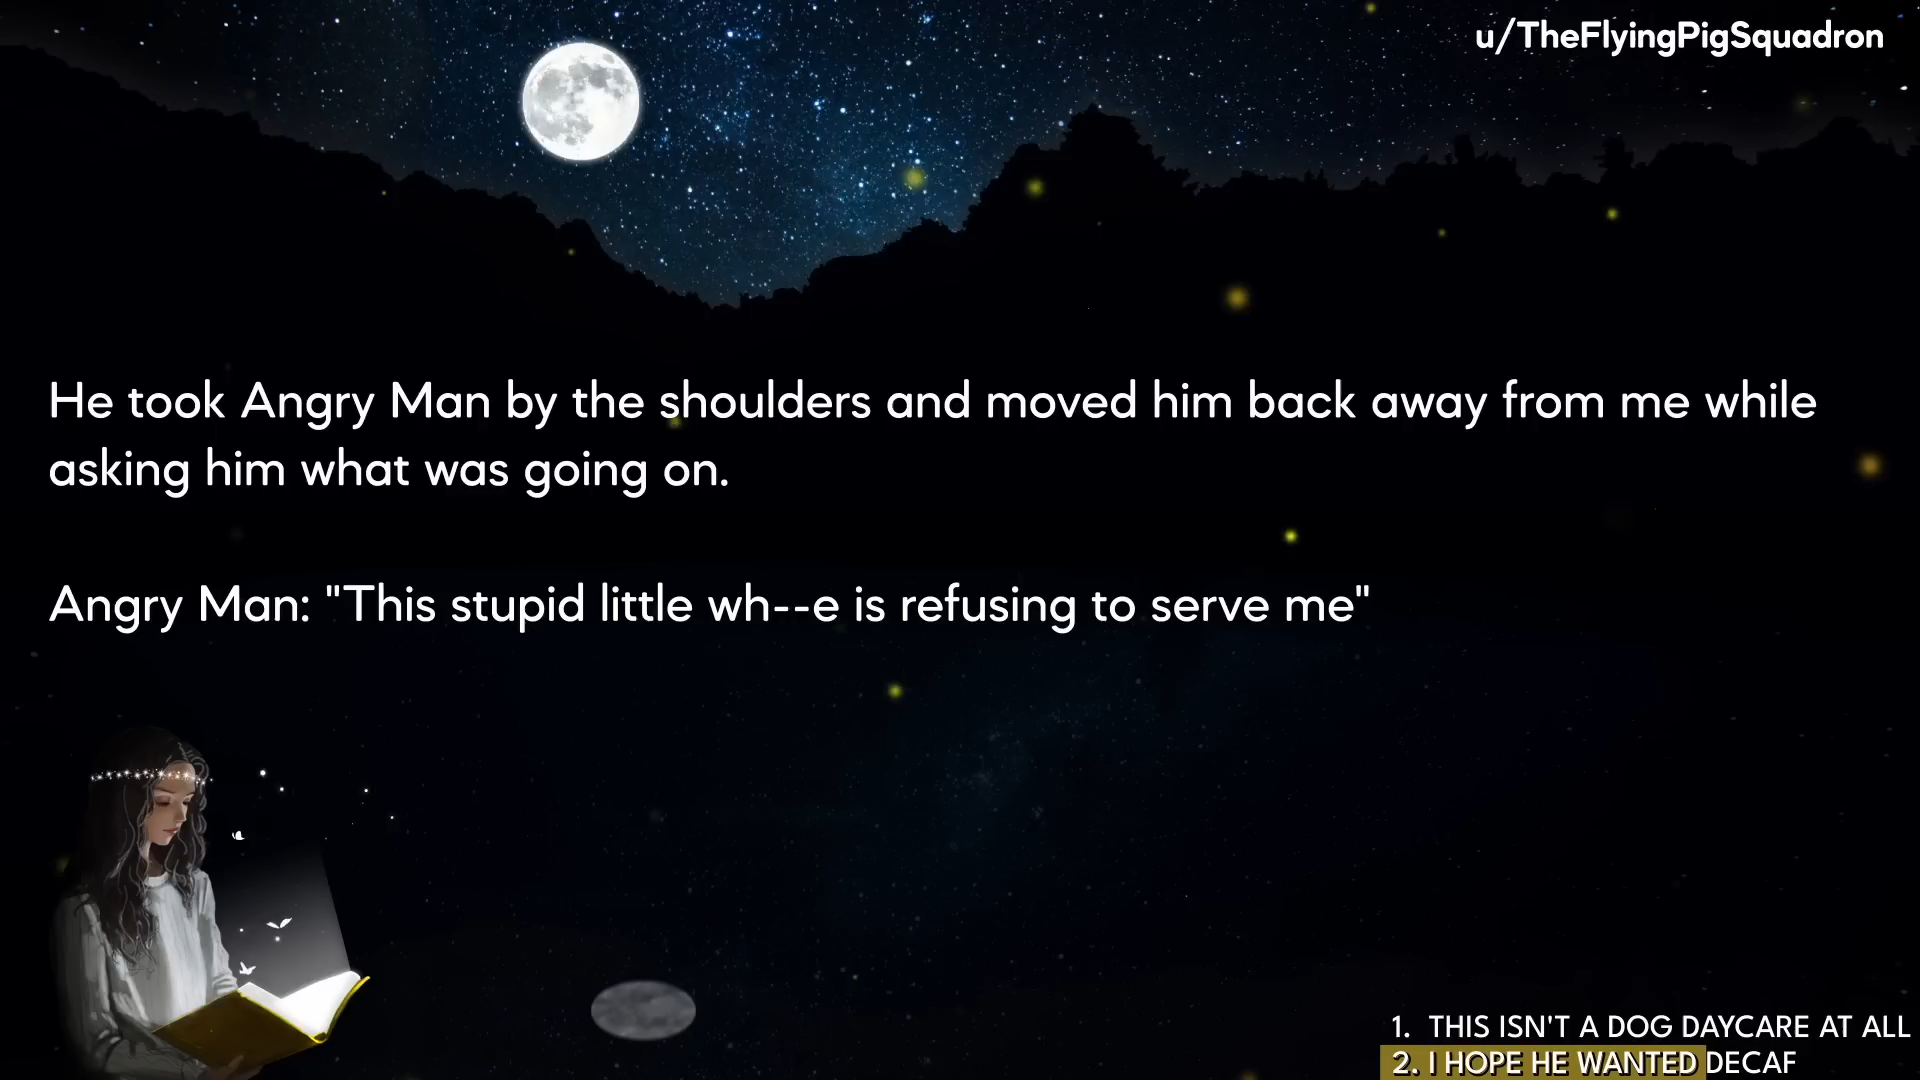 u/TheFlyingPigSquadron
He took Angry Man by the shoulders and moved him back away from me while
asking him what was going on.
Angry Man: "This stupid little wh--e is refusing to serve me"
1. THIS ISN'T A DOG DAYCARE AT ALL
2. I HOPE HE WANTED DECAF